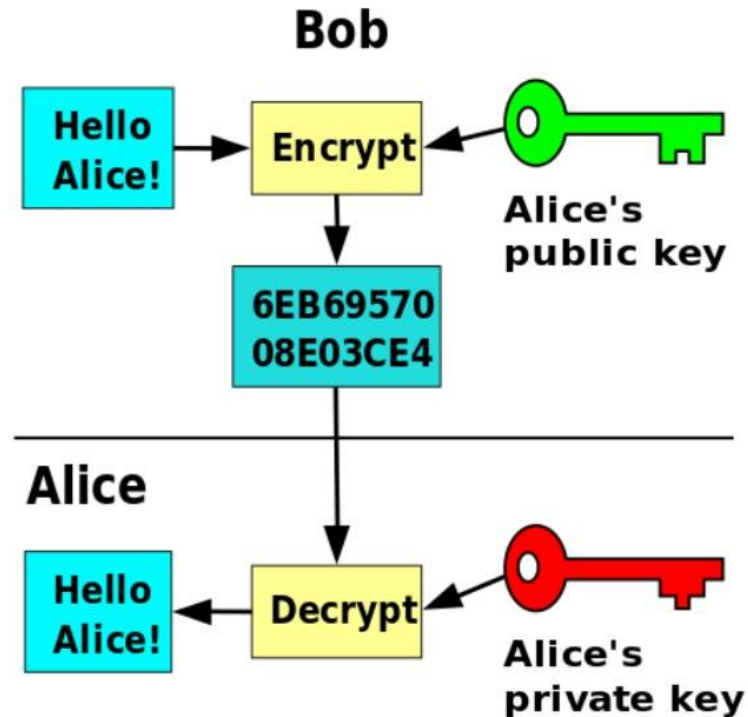 Bob
Hello
Alice!
Encrypt
Alice's
public key
6EB69570
08E03CE4
Alice
Hello
Alice!
Decrypt
Alice's
private key